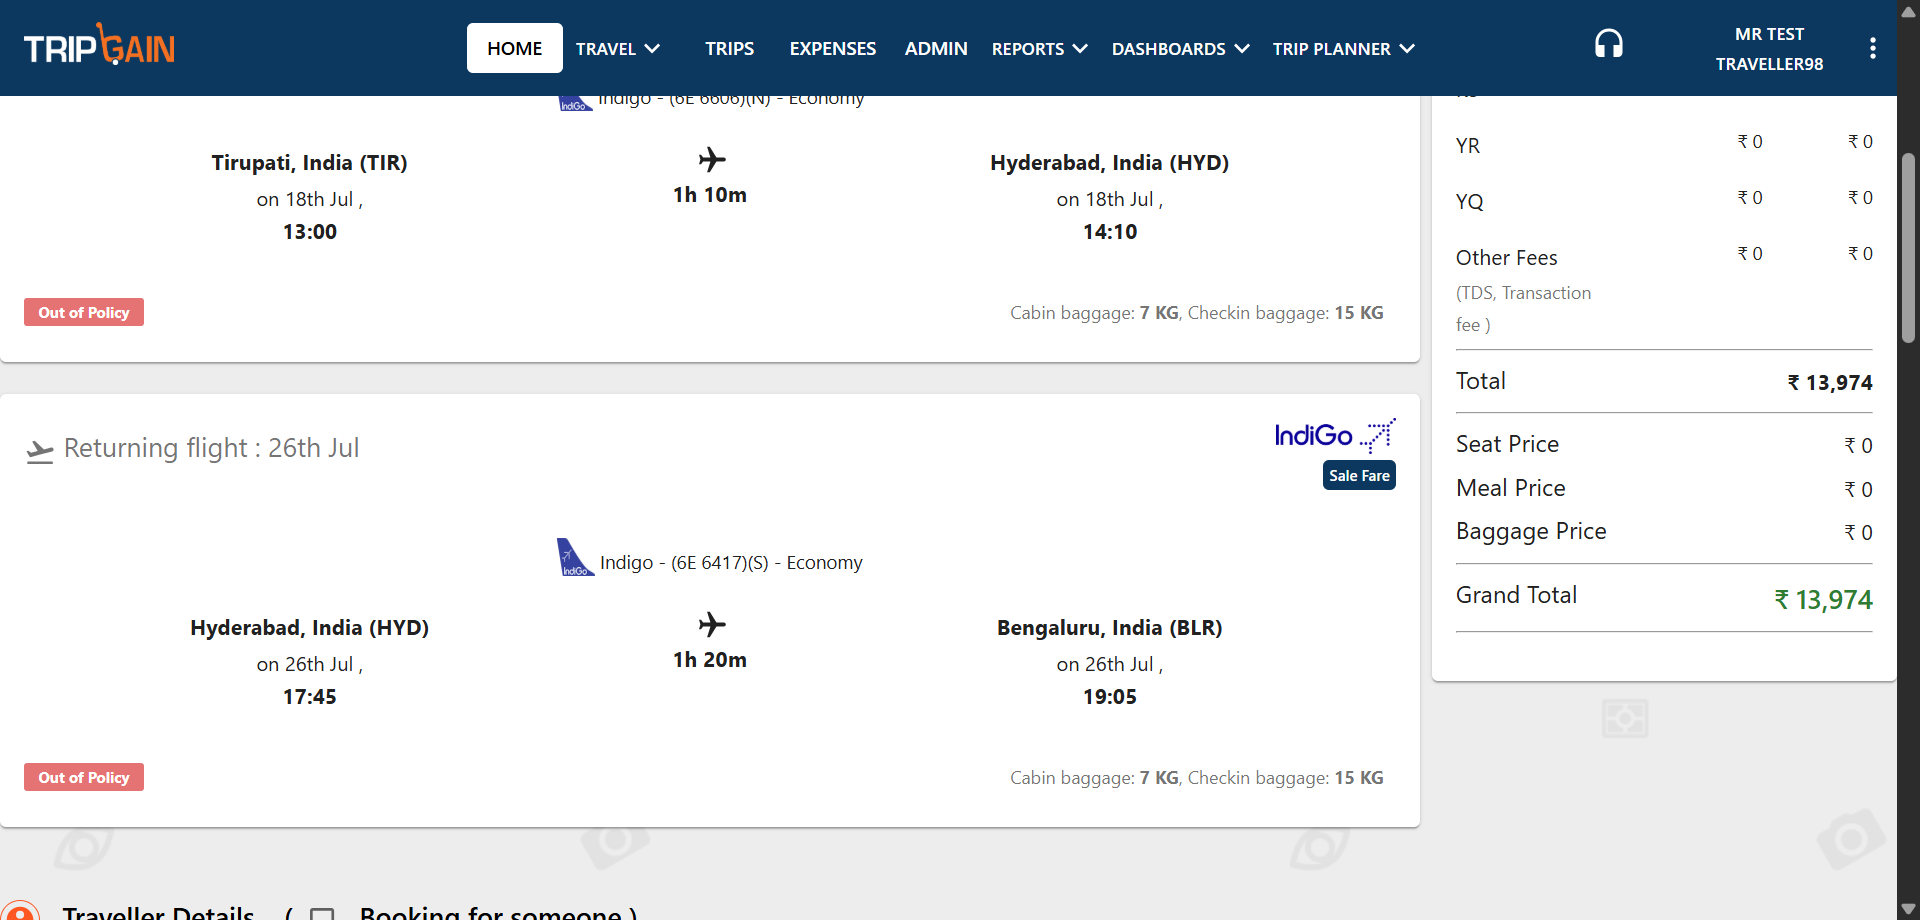 TRIPGAIN
HOME
TRAVEL
TRIPS
EXPENSES
ADMIN
REPORTS
DASHBOARDS
TRIP PLANNER
MR TEST
TRAVELLER98
Indigo - (6E 6606)(N) - Economy
Tirupati, India (TIR)
on 18th Jul ,
13:00
1h 10m
Hyderabad, India (HYD)
on 18th Jul ,
14:10
Out of Policy
Cabin baggage: 7 KG, Checkin baggage: 15 KG
Returning flight : 26th Jul
IndiGo
Sale Fare
IndiGo
Indigo - (6E 6417)(S) - Economy
Hyderabad, India (HYD)
on 26th Jul ,
17:45
1h 20m
Bengaluru, India (BLR)
on 26th Jul ,
19:05
Out of Policy
Cabin baggage: 7 KG, Checkin baggage: 15 KG
Traveller Details ( Booking for someone )
YR ₹ 0 ₹ 0
YQ ₹ 0 ₹ 0
Other Fees ₹ 0 ₹ 0
(TDS, Transaction
fee )
Total ₹ 13,974
Seat Price ₹ 0
Meal Price ₹ 0
Baggage Price ₹ 0
Grand Total ₹ 13,974